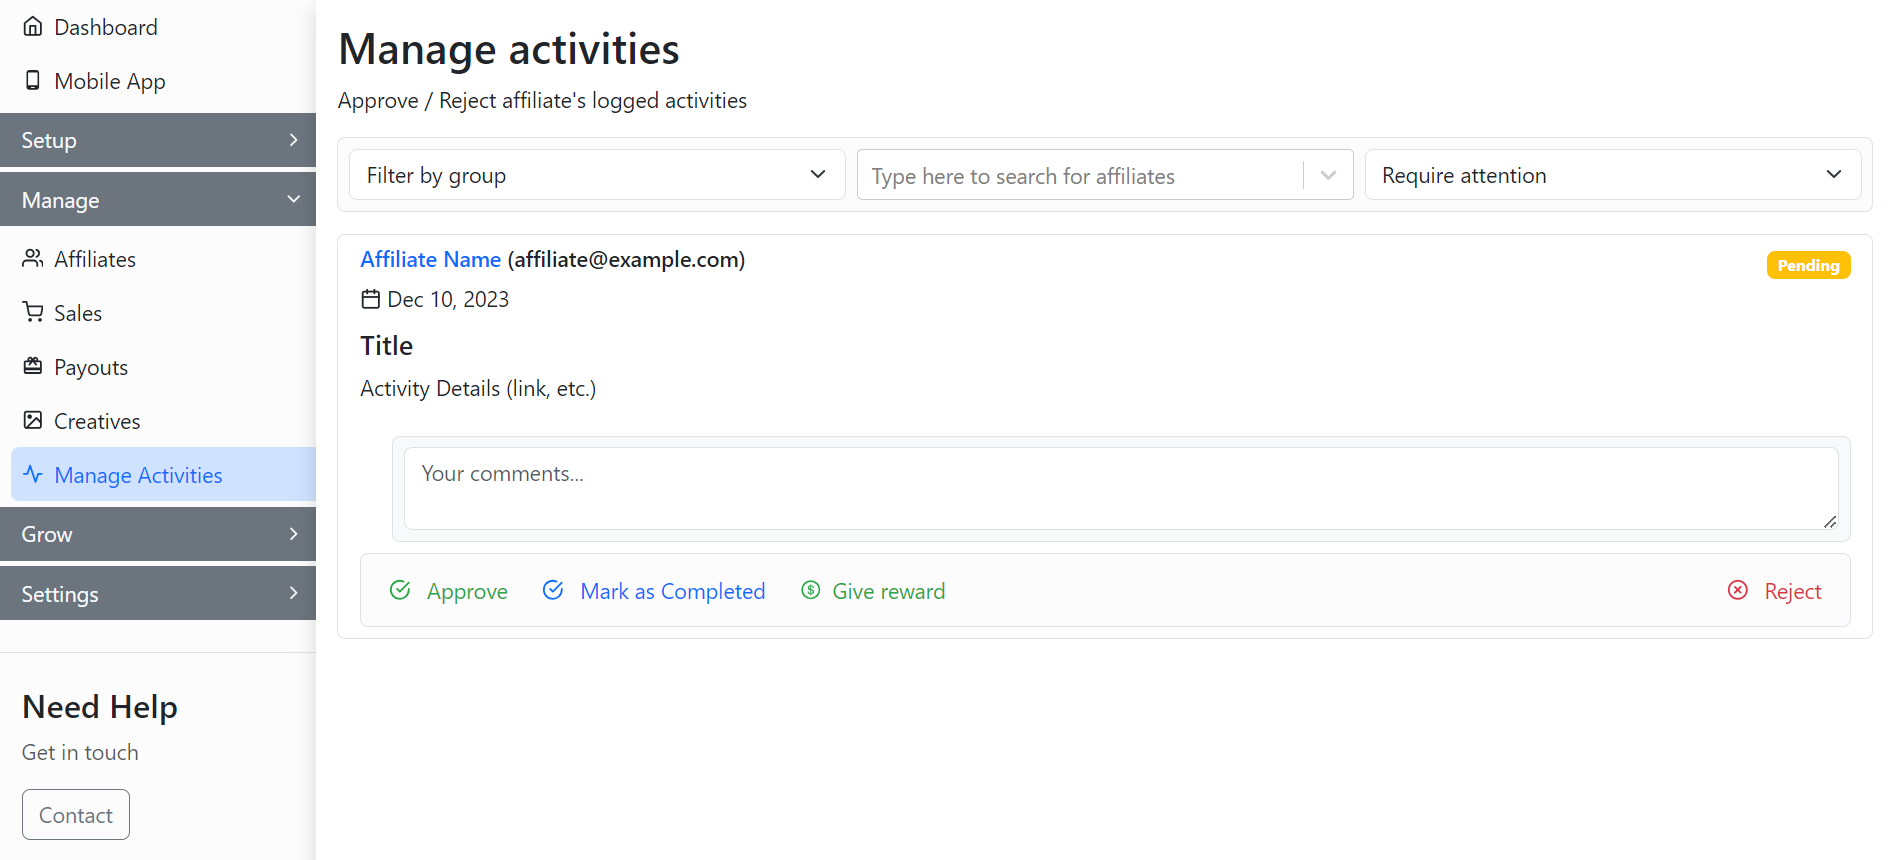 Dashboard
Mobile App
Setup
Manage
Affiliates
Sales
Payouts
Creatives
Manage Activities
Grow
Settings
Need Help
Get in touch
Contact
Manage activities
Approve / Reject affiliate's logged activities
Filter by group
Type here to search for affiliates
Require attention
Affiliate Name (affiliate@example.com)
Pending
Dec 10, 2023
Title
Activity Details (link, etc.)
Your comments...
Approve
Mark as Completed
Give reward
Reject